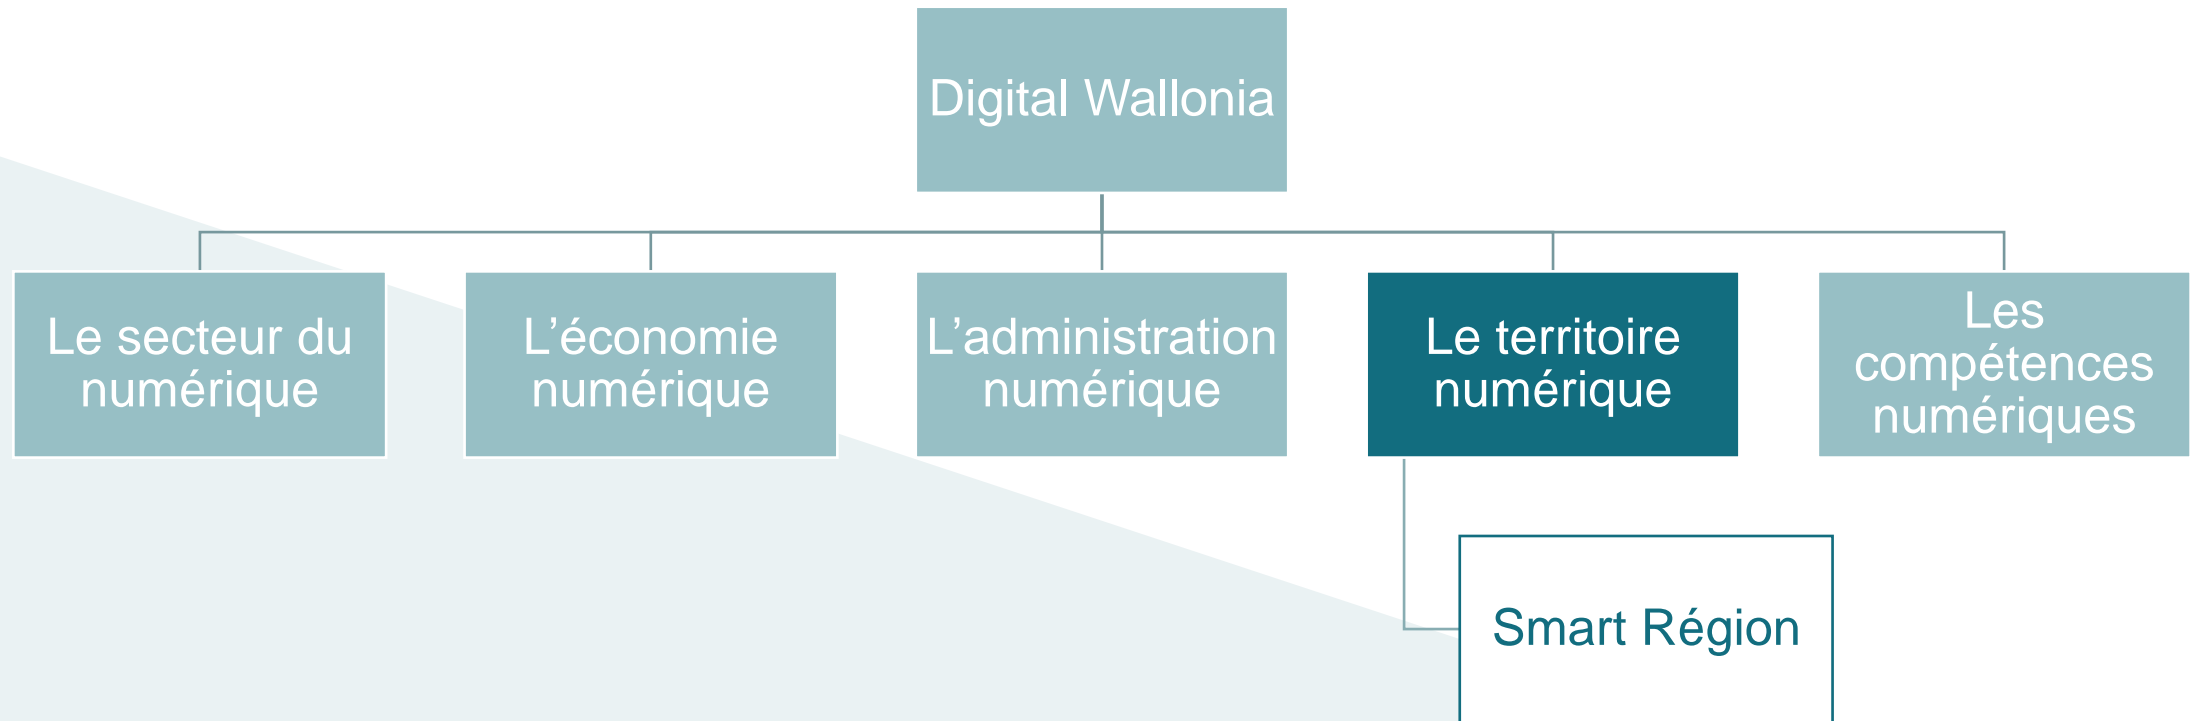 Digital Wallonia
Le secteur du
numérique
L’économie
numérique
L’administration
numérique
Le territoire
numérique
Les
compétences
numériques
Smart Région